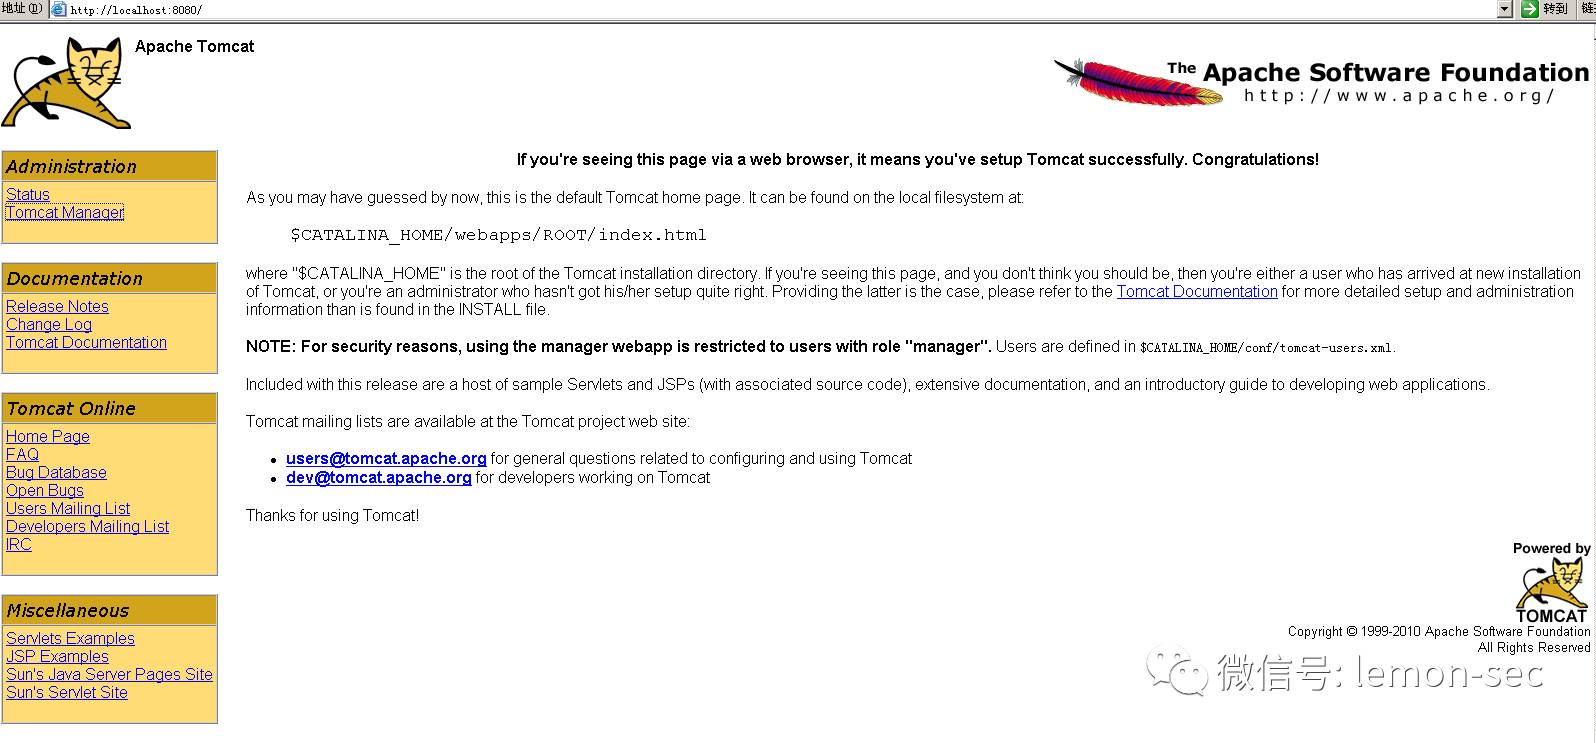 地址(D) http://localhost:8080/ 转到
Apache Tomcat
The Apache Software Foundation
http://www.apache.org/
Administration
Status
Tomcat Manager
Documentation
Release Notes
Change Log
Tomcat Documentation
Tomcat Online
Home Page
FAQ
Bug Database
Open Bugs
Users Mailing List
Developers Mailing List
IRC
Miscellaneous
Servlets Examples
JSP Examples
Sun's Java Server Pages Site
Sun's Servlet Site
If you're seeing this page via a web browser, it means you've setup Tomcat successfully. Congratulations!
As you may have guessed by now, this is the default Tomcat home page. It can be found on the local filesystem at:
$CATALINA_HOME/webapps/ROOT/index.html
where "$CATALINA_HOME" is the root of the Tomcat installation directory. If you're seeing this page, and you don't think you should be, then you're either a user who has arrived at new installation
of Tomcat, or you're an administrator who hasn't got his/her setup quite right. Providing the latter is the case, please refer to the Tomcat Documentation for more detailed setup and administration
information than is found in the INSTALL file.
NOTE: For security reasons, using the manager webapp is restricted to users with role "manager". Users are defined in $CATALINA_HOME/conf/tomcat-users.xml.
Included with this release are a host of sample Servlets and JSPs (with associated source code), extensive documentation, and an introductory guide to developing web applications.
Tomcat mailing lists are available at the Tomcat project web site:
• users@tomcat.apache.org for general questions related to configuring and using Tomcat
• dev@tomcat.apache.org for developers working on Tomcat
Thanks for using Tomcat!
Powered by
TOMCAT
Copyright © 1999-2010 Apache Software Foundation
All Rights Reserved
微信号: lemon-sec